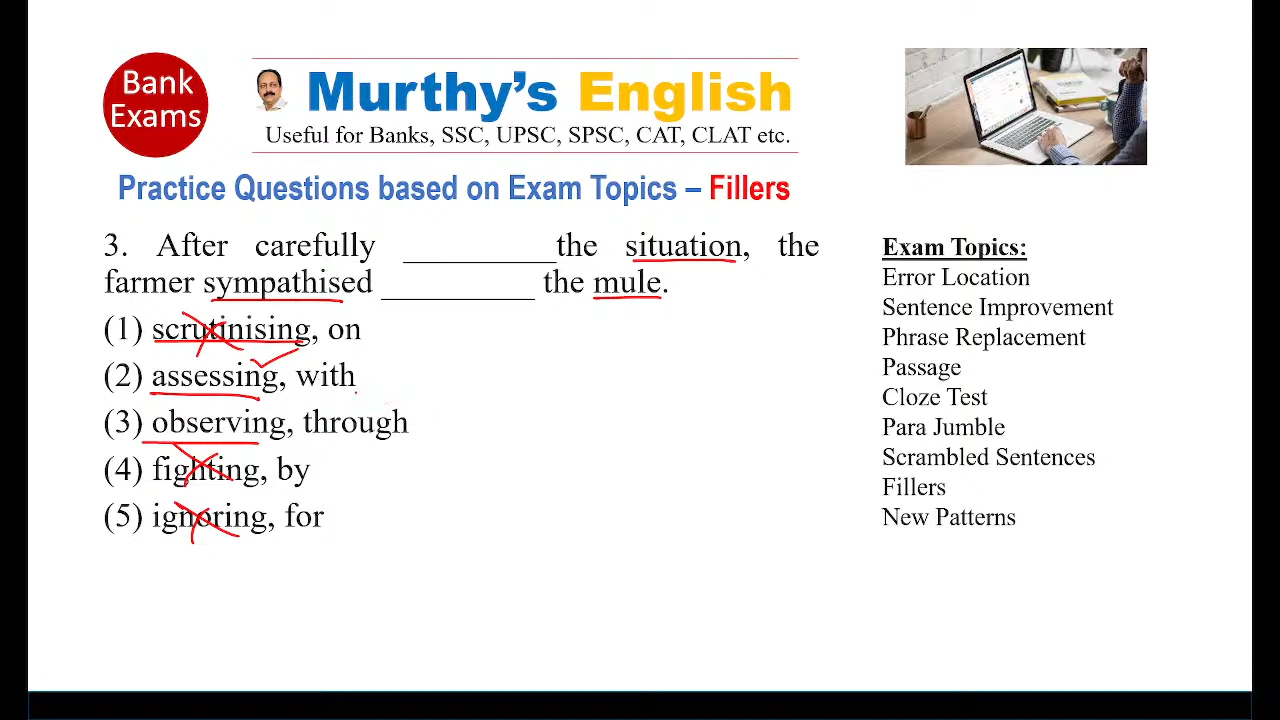 Bank
Exams
Murthy's English
Useful for Banks, SSC, UPSC, SPSC, CAT, CLAT etc.
Practice Questions based on Exam Topics – Fillers
3. After carefully __________the situation, the
farmer sympathised __________ the mule.
(1) scrutinising, on
(2) assessing, with
(3) observing, through
(4) fighting, by
(5) ignoring, for
Exam Topics:
Error Location
Sentence Improvement
Phrase Replacement
Passage
Cloze Test
Para Jumble
Scrambled Sentences
Fillers
New Patterns